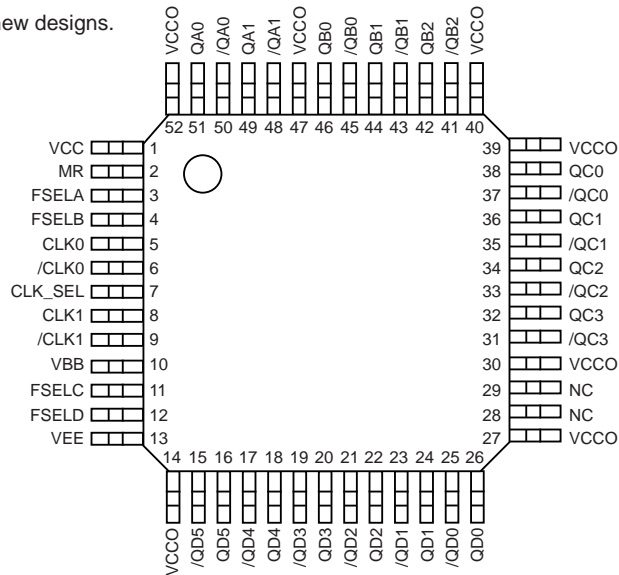 new designs.
VCCO QA0 /QA0 QA1 /QA1 VCCO QB0 /QB0 QB1 /QB1 QB2 /QB2 VCCO
52 51 50 49 48 47 46 45 44 43 42 41 40
VCC 1
MR 2
FSELA 3
FSELB 4
CLK0 5
/CLK0 6
CLK_SEL 7
CLK1 8
/CLK1 9
VBB 10
FSELC 11
FSELD 12
VEE 13
39 VCCO
38 QC0
37 /QC0
36 QC1
35 /QC1
34 QC2
33 /QC2
32 QC3
31 /QC3
30 VCCO
29 NC
28 NC
27 VCCO
14 15 16 17 18 19 20 21 22 23 24 25 26
VCCO /QD5 QD5 /QD4 QD4 /QD3 QD3 /QD2 QD2 /QD1 QD1 /QD0 QD0